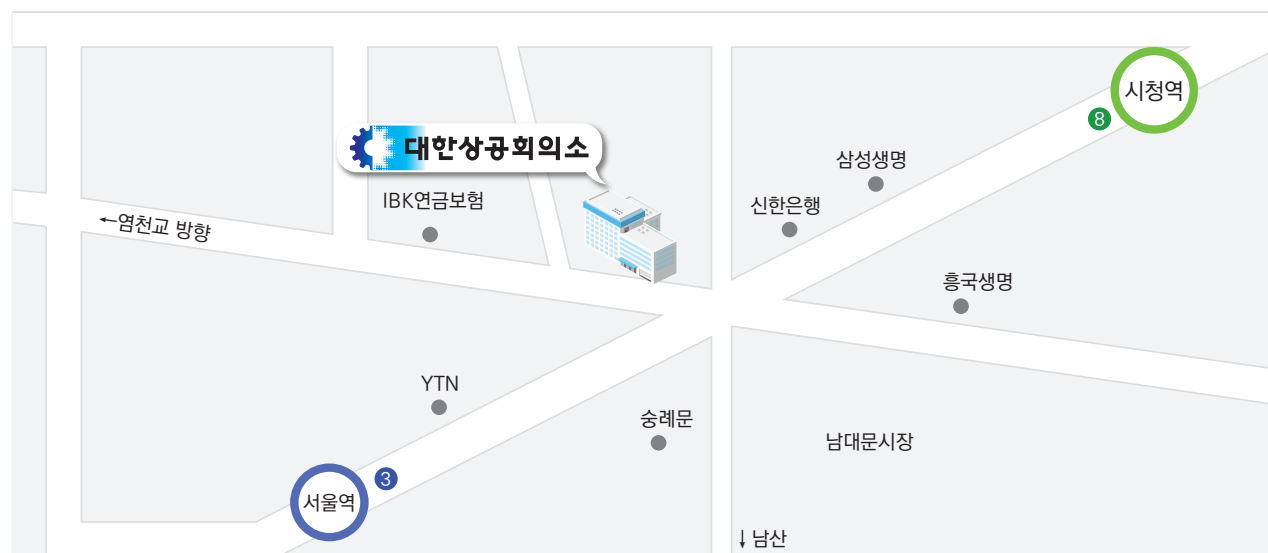 시청역
8
대한상공회의소
삼성생명
IBK연금보험
신한은행
←염천교 방향
흥국생명
YTN
숭례문
남대문시장
3
서울역
↓남산